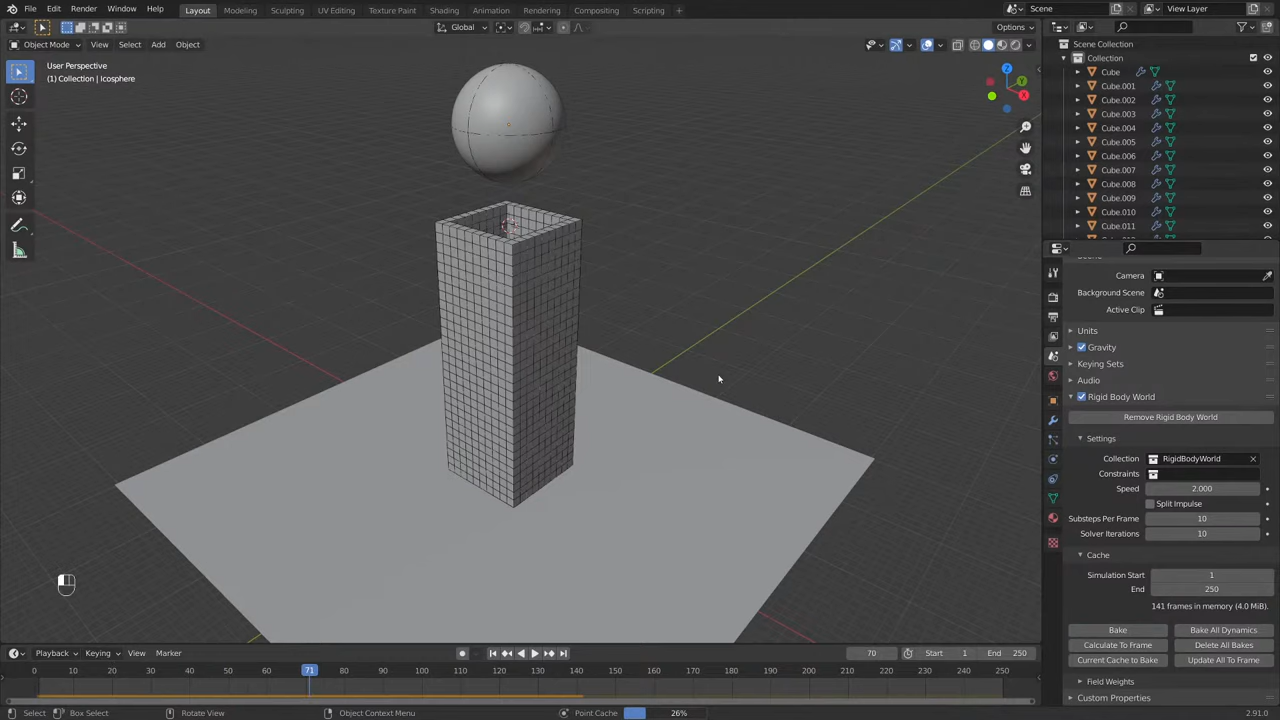 File Edit Render Window Help Layout Modeling Sculpting UV Editing Texture Paint Shading Animation Rendering Compositing Scripting + Scene View Layer
Global Options
Object Mode View Select Add Object
User Perspective
(1) Collection | Icosphere
Z
Y
X
Scene Collection
Collection
Cube
Cube.001
Cube.002
Cube.003
Cube.004
Cube.005
Cube.006
Cube.007
Cube.008
Cube.009
Cube.010
Cube.011
Camera
Background Scene
Active Clip
Units
Gravity
Keying Sets
Audio
Rigid Body World
Remove Rigid Body World
Settings
Collection RigidBodyWorld
Constraints
Speed 2.000
Split Impulse
Substeps Per Frame 10
Solver Iterations 10
Cache
Simulation Start 1
End 250
141 frames in memory (4.0 MiB).
Bake Bake All Dynamics
Calculate To Frame Delete All Bakes
Current Cache to Bake Update All To Frame
Field Weights
Custom Properties
Playback Keying View Marker 70 Start 1 End 250
0 10 20 30 40 50 60 71 80 90 100 110 120 130 140 150 160 170 180 190 200 210 220 230 240 250
Select Box Select Rotate View Object Context Menu Point Cache 26% 2.91.0